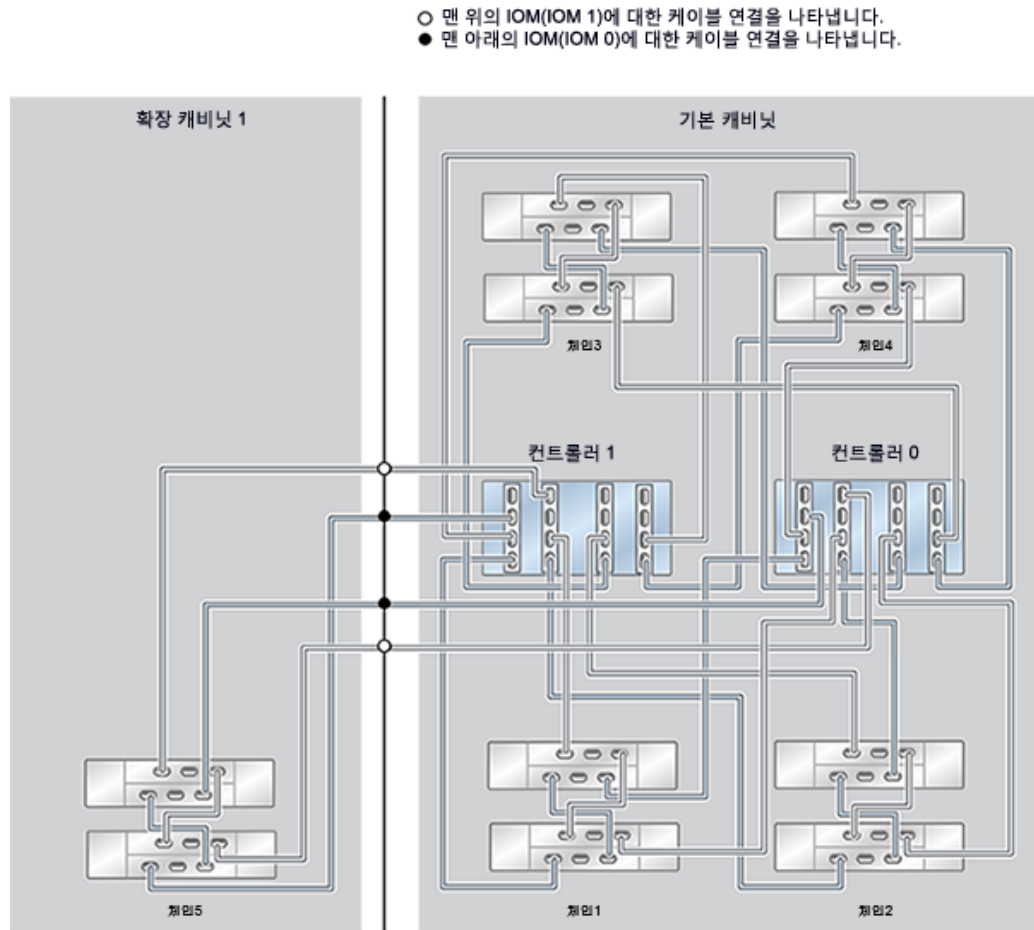 맨 위의 IOM(IOM 1)에 대한 케이블 연결을 나타냅니다.
맨 아래의 IOM(IOM 0)에 대한 케이블 연결을 나타냅니다.
확장 캐비닛 1
기본 캐비닛
체인3
체인4
컨트롤러 1
컨트롤러 0
체인5
체인1
체인2